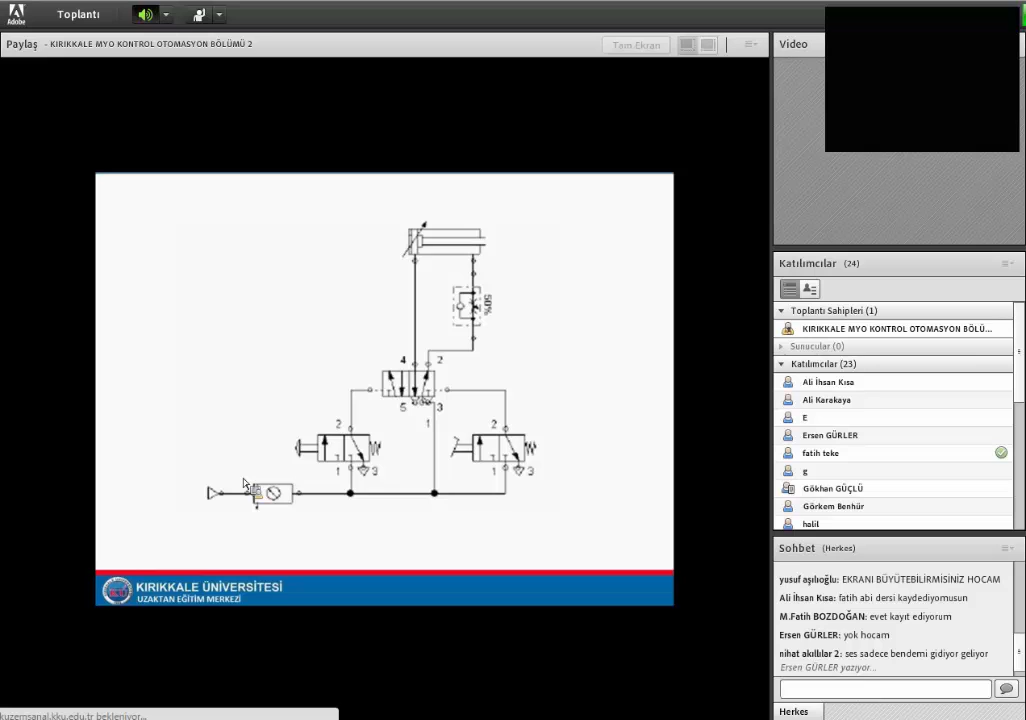 Adobe
Toplantı
Paylaş - KIRIKKALE MYO KONTROL OTOMASYON BÖLÜMÜ 2
Tam Ekran
Video
50%
4 2
5 3
1
2
1 3
2
1 3
KIRIKKALE ÜNİVERSİTESİ
UZAKTAN EĞİTİM MERKEZİ
kuzemsanal.kku.edu.tr bekleniyor...
Katılımcılar (24)
Toplantı Sahipleri (1)
KIRIKKALE MYO KONTROL OTOMASYON BÖLÜ...
Sunucular (0)
Katılımcılar (23)
Ali İhsan Kısa
Ali Karakaya
E
Ersen GÜRLER
fatih teke
g
Gökhan GÜÇLÜ
Görkem Benhür
halil
Sohbet (Herkes)
yusuf aşılıoğlu: EKRANI BÜYÜTEBİLİRMİSİNİZ HOCAM
Ali İhsan Kısa: fatih abi dersi kaydediyomusun
M.Fatih BOZDOĞAN: evet kayıt ediyorum
Ersen GÜRLER: yok hocam
nihat akıllılar 2: ses sadece bendemi gidiyor geliyor
Ersen GÜRLER yazıyor...
Herkes